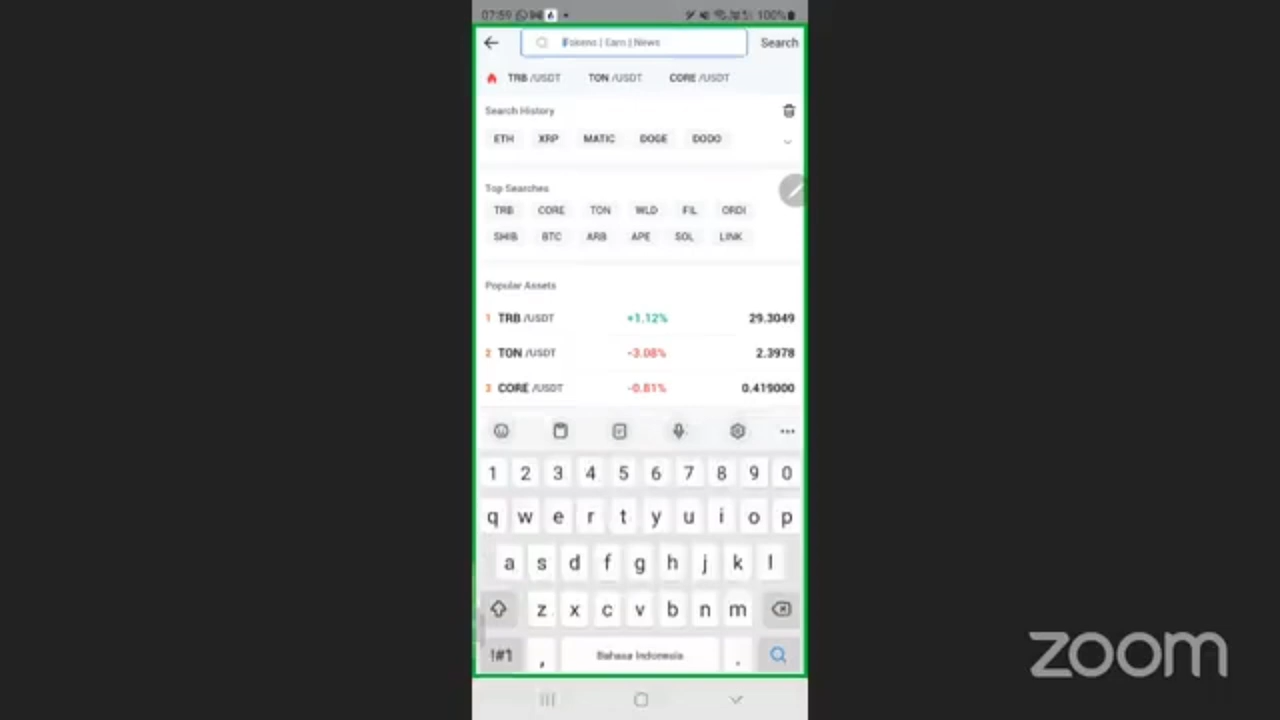 07:59 100%
Tokens | Earn | News Search
TRB /USDT TON /USDT CORE /USDT
Search History
ETH XRP MATIC DOGE DODO
Top Searches
TRB CORE TON WLD FIL ORDI
SHIB BTC ARB APE SOL LINK
Popular Assets
1 TRB /USDT +1.12% 29.3049
2 TON /USDT -3.08% 2.3978
3 CORE /USDT -0.81% 0.419000
1 2 3 4 5 6 7 8 9 0
q w e r t y u i o p
a s d f g h j k l
z x c v b n m
!#1 , Bahasa Indonesia .
zoom